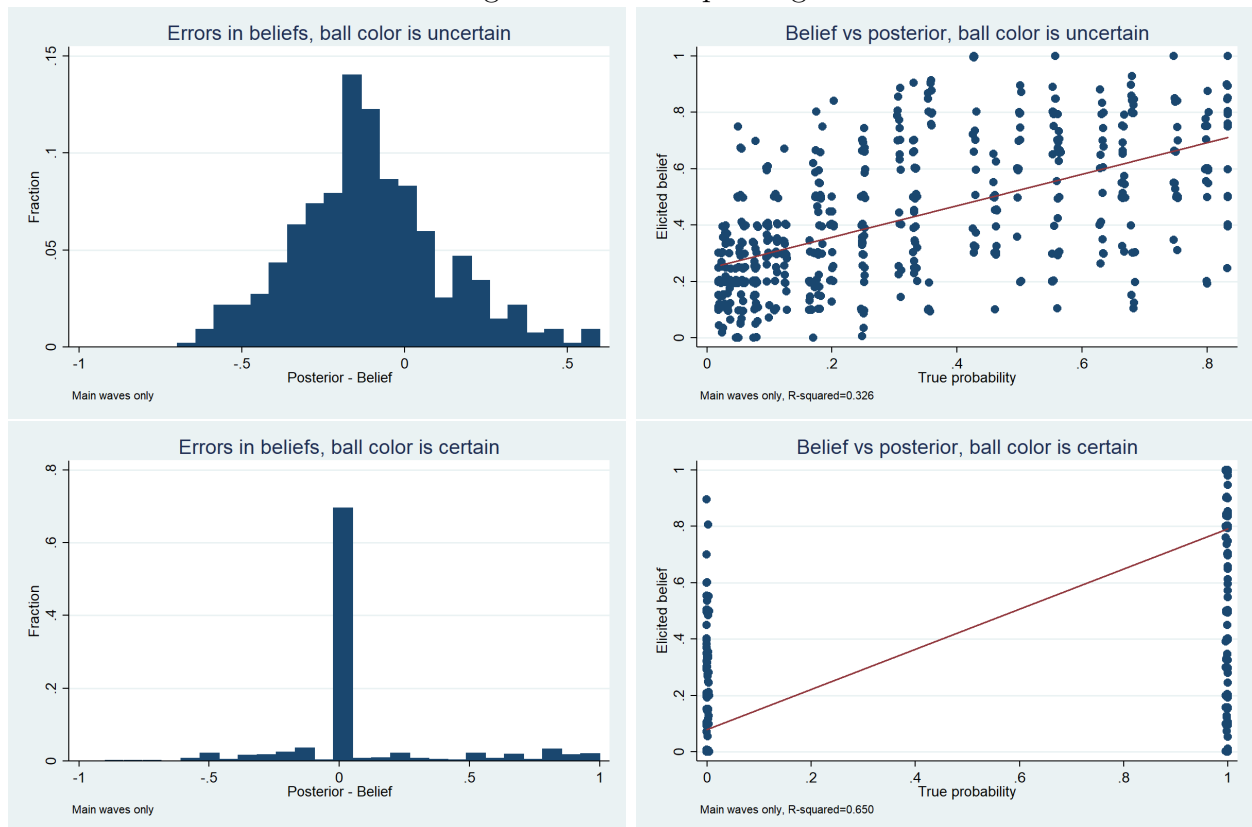 Errors in beliefs, ball color is uncertain
Fraction
0 .05 .1 .15
-1 -.5 0 .5
Posterior - Belief
Main waves only
Belief vs posterior, ball color is uncertain
Elicited belief
0 .2 .4 .6 .8 1
0 .2 .4 .6 .8
True probability
Main waves only, R-squared=0.326
Errors in beliefs, ball color is certain
Fraction
0 .2 .4 .6 .8
-1 -.5 0 .5 1
Posterior - Belief
Main waves only
Belief vs posterior, ball color is certain
Elicited belief
0 .2 .4 .6 .8 1
0 .2 .4 .6 .8 1
True probability
Main waves only, R-squared=0.650